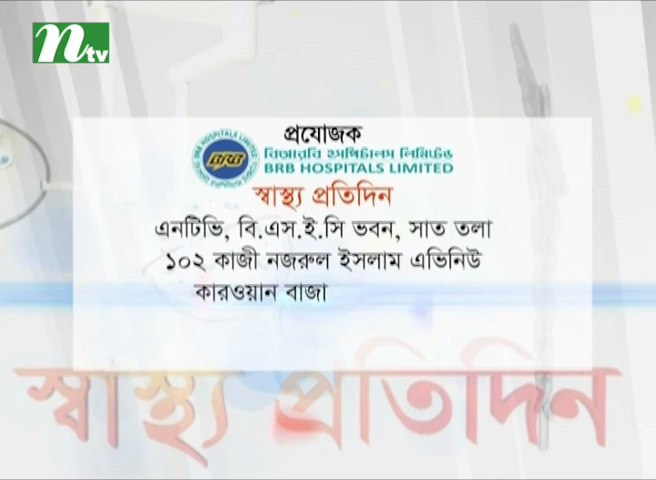 ntv
প্রযোজক
BRB
বিআরবি হসপিটালস লিমিটেড
BRB HOSPITALS LIMITED
স্বাস্থ্য প্রতিদিন
এনটিভি, বি.এস.ই.সি ভবন, সাত তলা
১০২ কাজী নজরুল ইসলাম এভিনিউ
কারওয়ান বাজা
স্বাস্থ্য প্রতিদিন